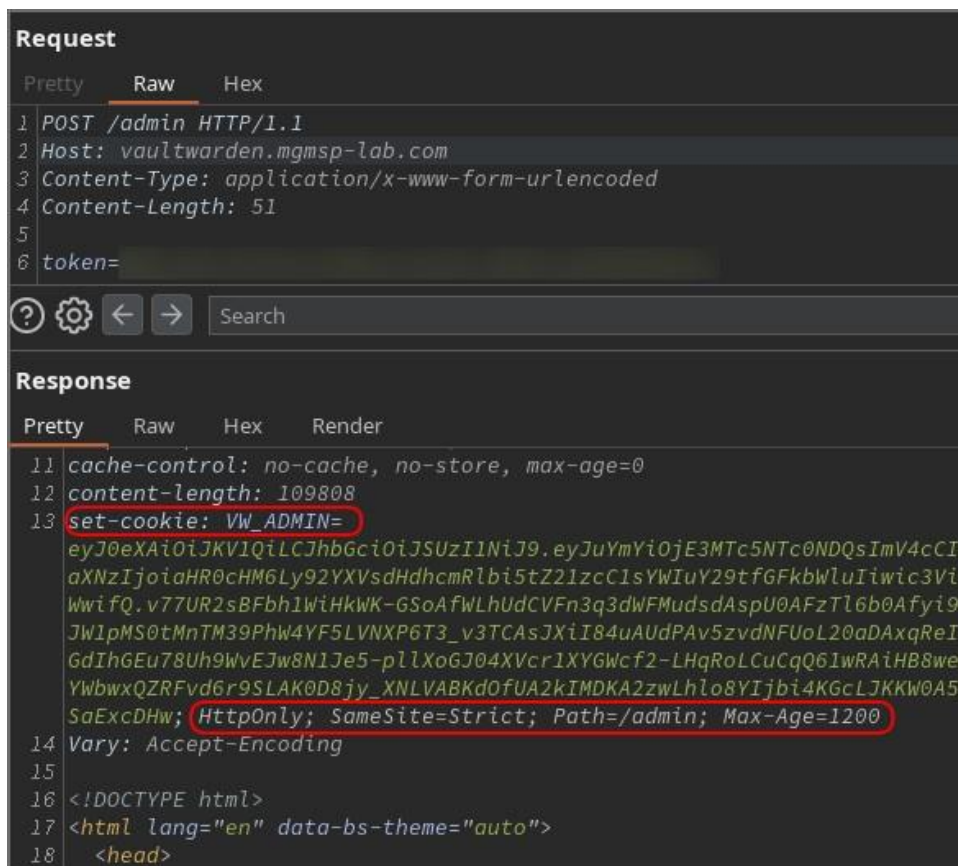 Request
Pretty Raw Hex
1 POST /admin HTTP/1.1
2 Host: vaultwarden.mgmsp-lab.com
3 Content-Type: application/x-www-form-urlencoded
4 Content-Length: 51
5
6 token=
Search
Response
Pretty Raw Hex Render
11 cache-control: no-cache, no-store, max-age=0
12 content-length: 109808
13 set-cookie: VW_ADMIN=
eyJ0eXAiOiJKV1QiLCJhbGciOiJSUzI1NiJ9.eyJuYmYiOjE3MTc5NTc0NDQsImV4cCI
aXNzIjoiaHR0cHM6Ly92YXVsdHdhcmRlbi5tZ21zcC1sYWIuY29tfGFkbWluIiwic3Vi
WwifQ.v77UR2sBFbh1WiHkWK-GSoAfWLhUdCVFn3q3dWFMudsdAspU0AFzTl6b0Afyi9
JW1pMS0tMnTM39PhW4YF5LVNXP6T3_v3TCAsJXiI84uAUdPAv5zvdNFUoL20aDAxqReI
GdIhGEu78Uh9WvEJw8N1Je5-pllXoGJ04XVcr1XYGWcf2-LHqRoLCuCqQ61wRAiHB8we
YWbwxQZRFvd6r9SLAK0D8jy_XNLVABKdOfUA2kIMDKA2zwLhlo8YIjbi4KGcLJKKW0A5
SaExcDHw; HttpOnly; SameSite=Strict; Path=/admin; Max-Age=1200
14 Vary: Accept-Encoding
15
16 <!DOCTYPE html>
17 <html lang="en" data-bs-theme="auto">
18 <head>